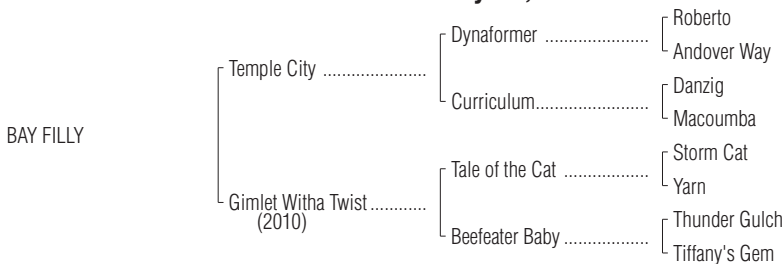 Roberto
Dynaformer ......................
Andover Way
Temple City ......................
Danzig
Curriculum........................
Macoumba
BAY FILLY
Storm Cat
Tale of the Cat ..................
Yarn
Gimlet Witha Twist ............
(2010)
Thunder Gulch
Beefeater Baby ..................
Tiffany's Gem